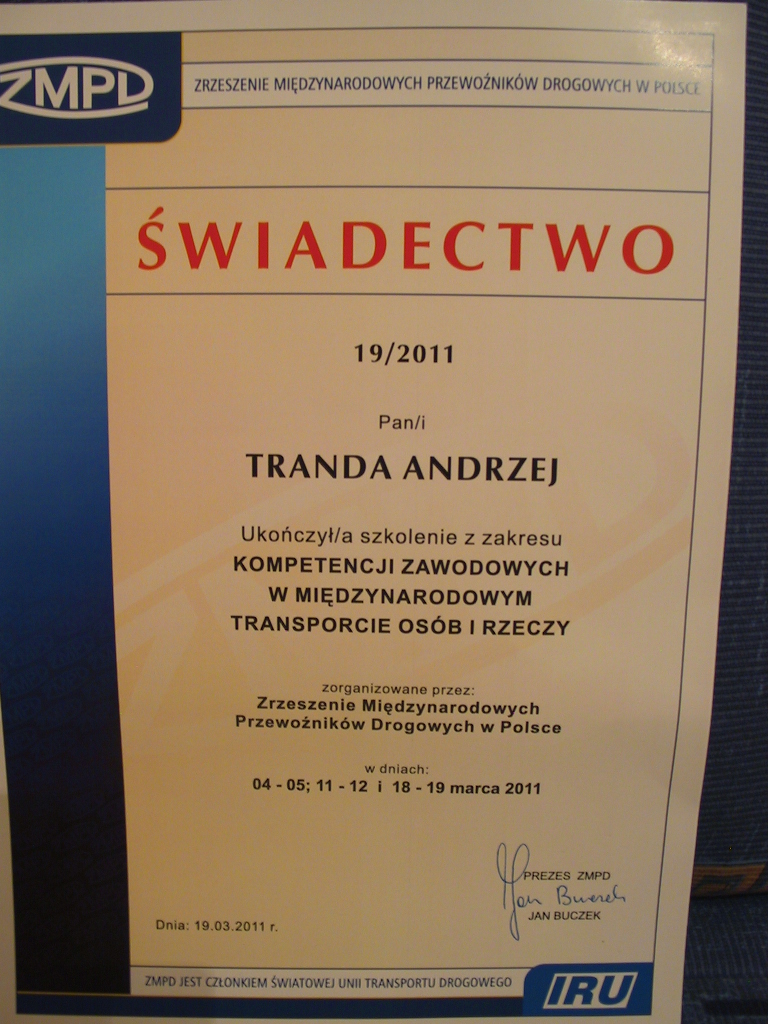 ZMPD
ZRZESZENIE MIĘDZYNARODOWYCH PRZEWOŹNIKÓW DROGOWYCH W POLSCE
ŚWIADECTWO
19/2011
Pan/i
TRANDA ANDRZEJ
Ukończył/a szkolenie z zakresu
KOMPETENCJI ZAWODOWYCH
W MIĘDZYNARODOWYM
TRANSPORCIE OSÓB I RZECZY
zorganizowane przez:
Zrzeszenie Międzynarodowych
Przewoźników Drogowych w Polsce
w dniach:
04 - 05; 11 - 12 i 18 - 19 marca 2011
PREZES ZMPD
Jan Buczek
JAN BUCZEK
Dnia: 19.03.2011 r.
ZMPD JEST CZŁONKIEM ŚWIATOWEJ UNII TRANSPORTU DROGOWEGO
IRU